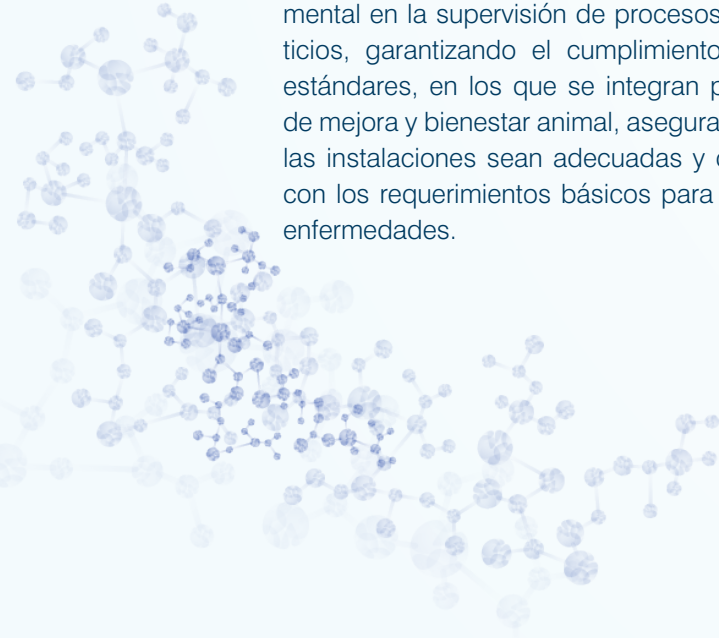 mental en la supervisión de procesos
ticios, garantizando el cumplimiento
estándares, en los que se integran p
de mejora y bienestar animal, asegura
las instalaciones sean adecuadas y c
con los requerimientos básicos para
enfermedades.